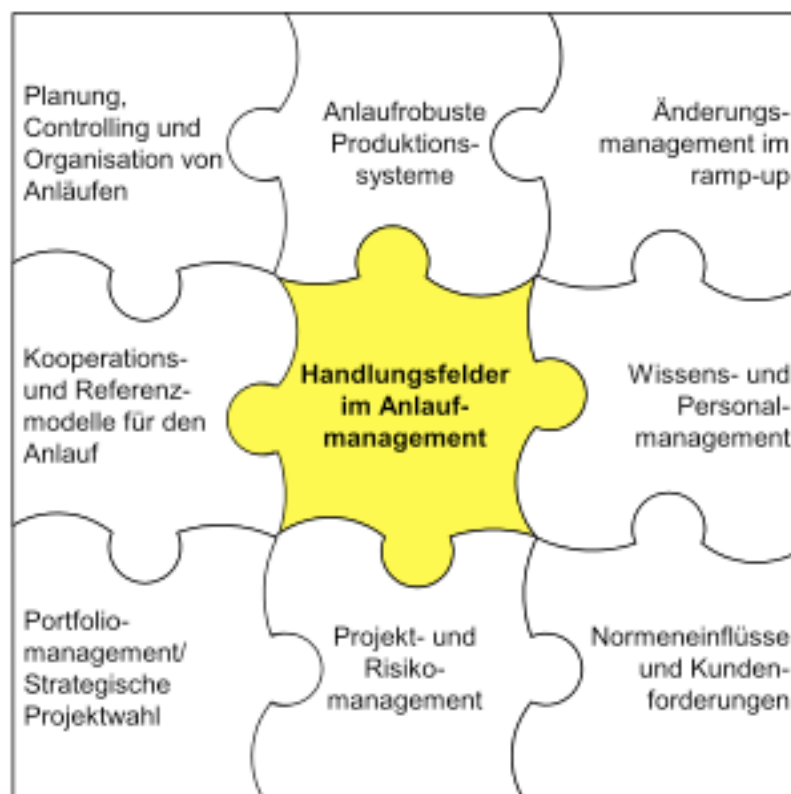 Planung,
Controlling und
Organisation von
Anläufen
Anlaufrobuste
Produktions-
systeme
Änderungs-
management im
ramp-up
Kooperations-
und Referenz-
modelle für den
Anlauf
Handlungsfelder
im Anlauf-
management
Wissens- und
Personal-
management
Portfolio-
management/
Strategische
Projektwahl
Projekt- und
Risiko-
management
Normeneinflüsse
und Kunden-
forderungen